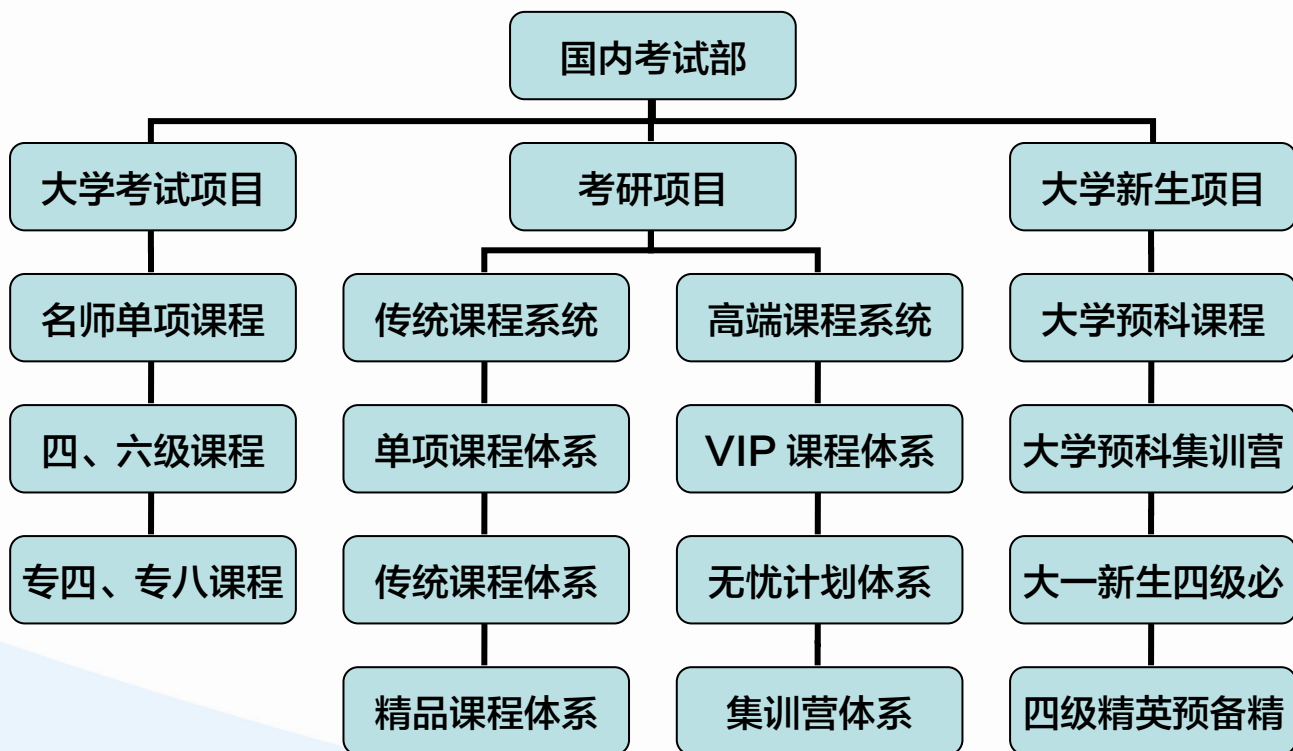 国内考试部
大学考试项目
考研项目
大学新生项目
名师单项课程
传统课程系统
高端课程系统
大学预科课程
四、六级课程
单项课程体系
VIP 课程体系
大学预科集训营
专四、专八课程
传统课程体系
无忧计划体系
大一新生四级必
精品课程体系
集训营体系
四级精英预备精